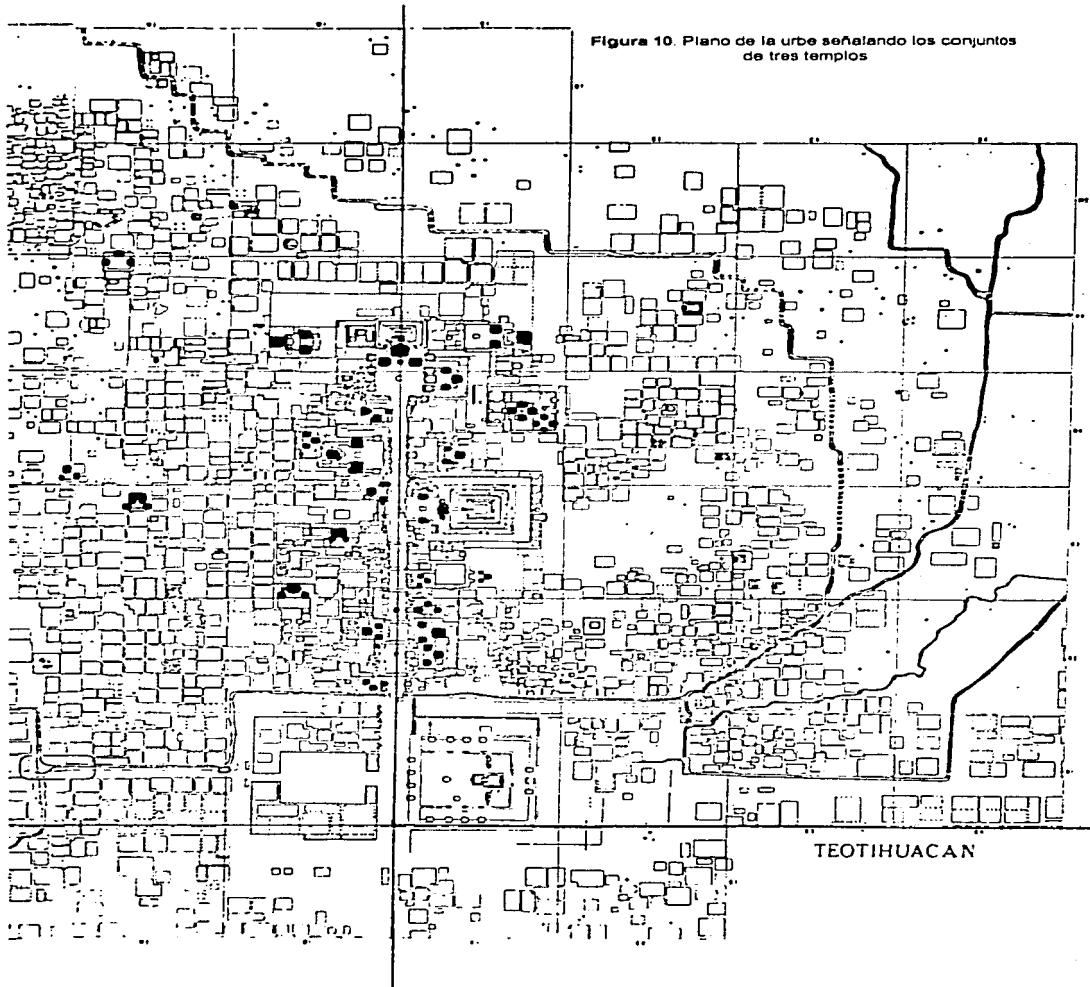 Figura 10. Plano de la urbe señalando los conjuntos
de tres templos
TEOTIHUACAN